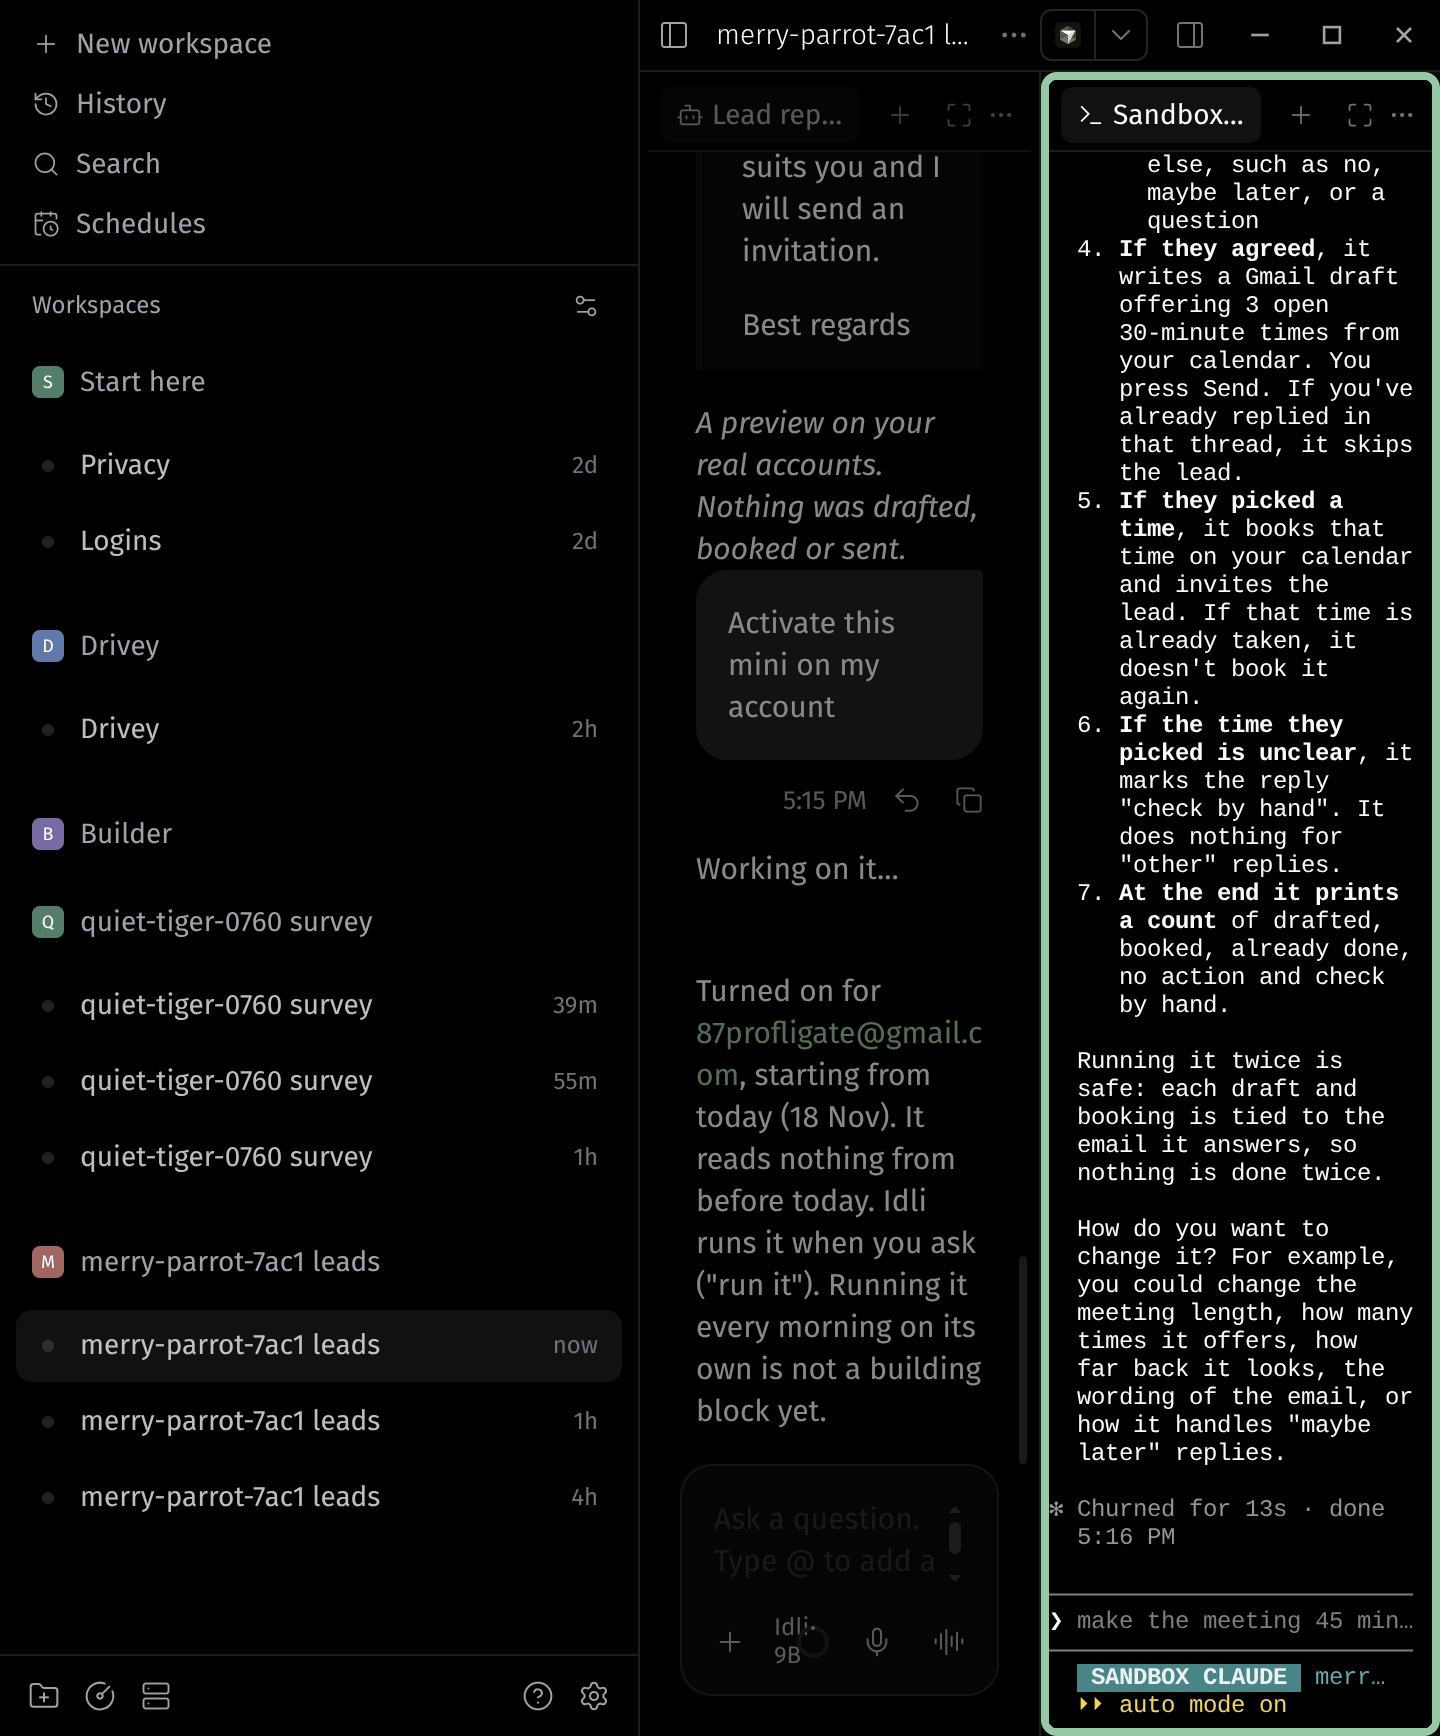 New workspace
History
Search
Schedules
Workspaces
S Start here
Privacy 2d
Logins 2d
D Drivey
Drivey 2h
B Builder
Q quiet-tiger-0760 survey
quiet-tiger-0760 survey 39m
quiet-tiger-0760 survey 55m
quiet-tiger-0760 survey 1h
M merry-parrot-7ac1 leads
merry-parrot-7ac1 leads now
merry-parrot-7ac1 leads 1h
merry-parrot-7ac1 leads 4h
merry-parrot-7ac1 l...
Lead rep...
suits you and I
will send an
invitation.
Best regards
A preview on your
real accounts.
Nothing was drafted,
booked or sent.
Activate this
mini on my
account
5:15 PM
Working on it...
Turned on for
87profligate@gmail.c
om, starting from
today (18 Nov). It
reads nothing from
before today. Idli
runs it when you ask
("run it"). Running it
every morning on its
own is not a building
block yet.
Ask a question.
Type @ to add a
Idli·
9B
Sandbox...
else, such as no,
maybe later, or a
question
4. If they agreed, it
writes a Gmail draft
offering 3 open
30-minute times from
your calendar. You
press Send. If you've
already replied in
that thread, it skips
the lead.
5. If they picked a
time, it books that
time on your calendar
and invites the
lead. If that time is
already taken, it
doesn't book it
again.
6. If the time they
picked is unclear, it
marks the reply
"check by hand". It
does nothing for
"other" replies.
7. At the end it prints
a count of drafted,
booked, already done,
no action and check
by hand.
Running it twice is
safe: each draft and
booking is tied to the
email it answers, so
nothing is done twice.
How do you want to
change it? For example,
you could change the
meeting length, how many
times it offers, how
far back it looks, the
wording of the email, or
how it handles "maybe
later" replies.
✻ Churned for 13s · done
5:16 PM
❯ make the meeting 45 min…
SANDBOX CLAUDE merr…
⏵⏵ auto mode on